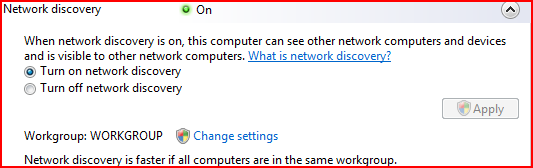 Network discovery On
When network discovery is on, this computer can see other network computers and devices
and is visible to other network computers. What is network discovery?
Turn on network discovery
Turn off network discovery
Apply
Workgroup: WORKGROUP Change settings
Network discovery is faster if all computers are in the same workgroup.